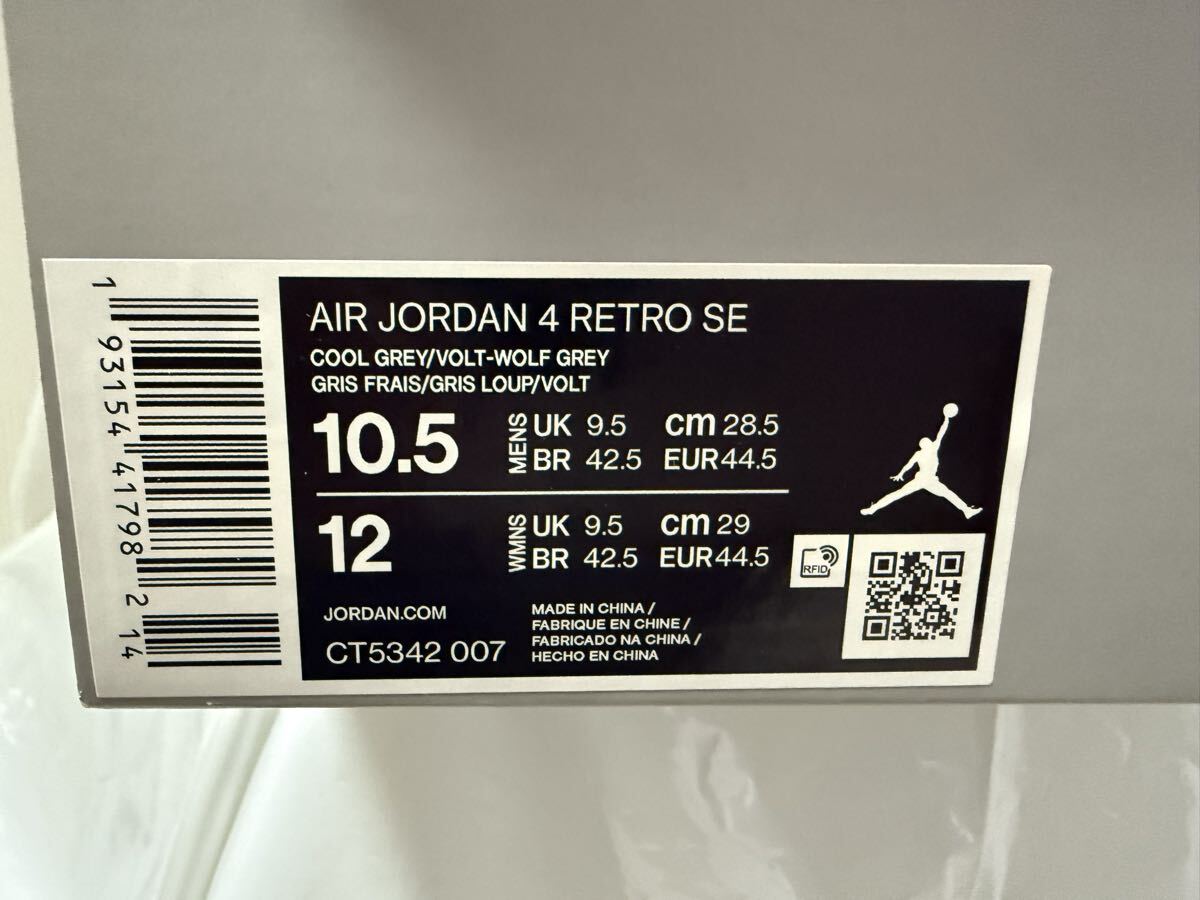 1 93154 41798 2 14
AIR JORDAN 4 RETRO SE
COOL GREY/VOLT-WOLF GREY
GRIS FRAIS/GRIS LOUP/VOLT
10.5 MENS UK 9.5 cm 28.5
BR 42.5 EUR 44.5
12 WMNS UK 9.5 cm 29
BR 42.5 EUR 44.5
RFID
JORDAN.COM
CT5342 007
MADE IN CHINA /
FABRIQUE EN CHINE /
FABRICADO NA CHINA /
HECHO EN CHINA